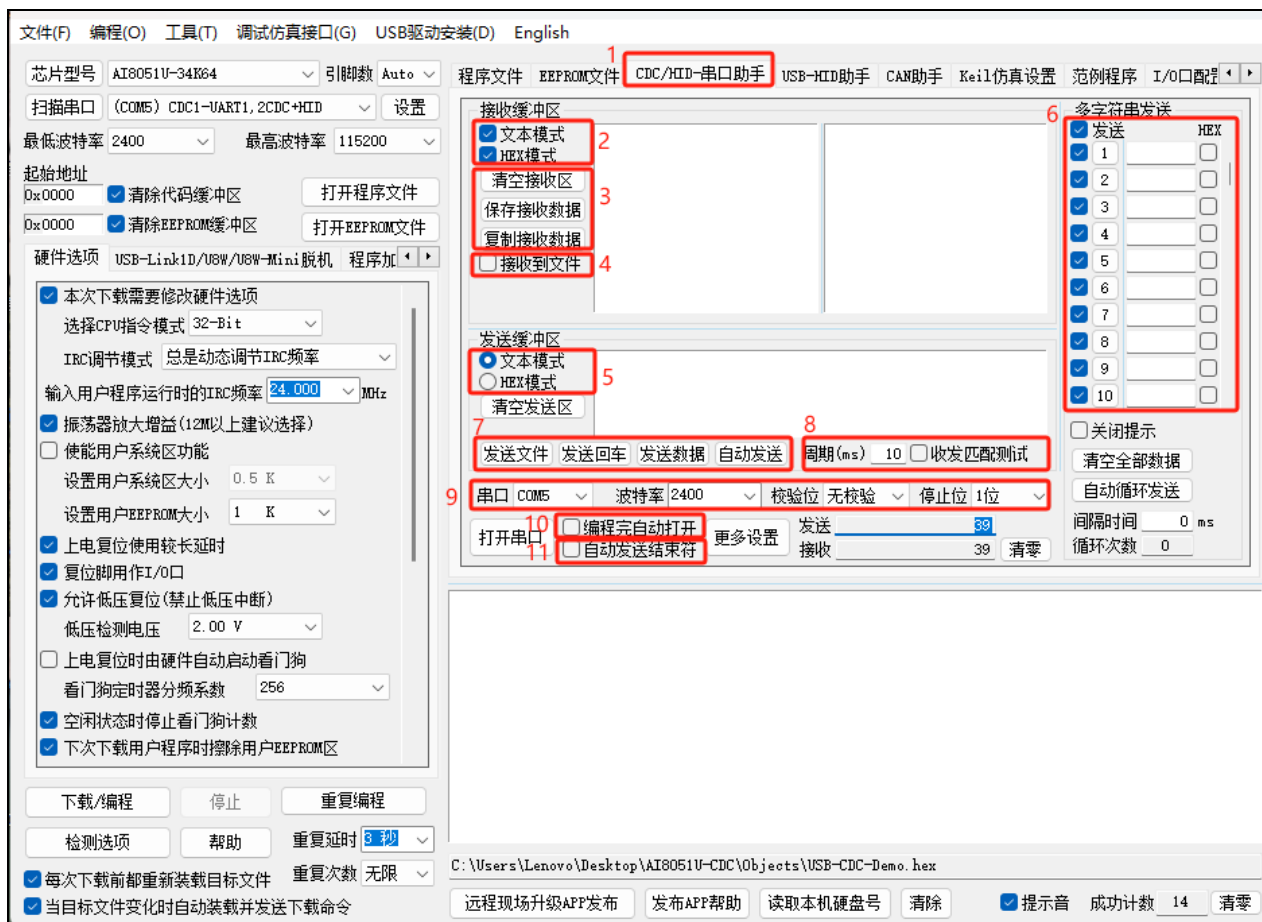 文件(F) 编程(O) 工具(T) 调试仿真接口(G) USB驱动安装(D) English
芯片型号 AI8051U-34K64 引脚数 Auto
扫描串口 (COM5) CDC1-UART1,2CDC+HID 设置
最低波特率 2400 最高波特率 115200
起始地址
0x0000 清除代码缓冲区 打开程序文件
0x0000 清除EEPROM缓冲区 打开EEPROM文件
硬件选项 USB-Link1D/U8W/U8W-Mini脱机 程序加
本次下载需要修改硬件选项
选择CPU指令模式 32-Bit
IRC调节模式 总是动态调节IRC频率
输入用户程序运行时的IRC频率 24.000 MHz
振荡器放大增益(12M以上建议选择)
使能用户系统区功能
设置用户系统区大小 0.5 K
设置用户EEPROM大小 1 K
上电复位使用较长延时
复位脚用作I/O口
允许低压复位(禁止低压中断)
低压检测电压 2.00 V
上电复位时由硬件自动启动看门狗
看门狗定时器分频系数 256
空闲状态时停止看门狗计数
下次下载用户程序时擦除用户EEPROM区
下载/编程 停止 重复编程
检测选项 帮助 重复延时 3 秒
每次下载前都重新装载目标文件 重复次数 无限
当目标文件变化时自动装载并发送下载命令
1
程序文件 EEPROM文件 CDC/HID-串口助手 USB-HID助手 CAN助手 Keil仿真设置 范例程序 I/O口配置
接收缓冲区
文本模式
HEX模式
2
清空接收区
保存接收数据
复制接收数据
3
接收到文件 4
发送缓冲区
文本模式
HEX模式
5
清空发送区
7
发送文件 发送回车 发送数据 自动发送
8
周期(ms) 10 收发匹配测试
9 串口 COM5 波特率 2400 校验位 无校验 停止位 1位
打开串口
10 编程完自动打开
11 自动发送结束符
更多设置
发送 39
接收 39 清零
6 多字符串发送
发送 HEX
1
2
3
4
5
6
7
8
9
10
关闭提示
清空全部数据
自动循环发送
间隔时间 0 ms
循环次数 0
C:\Users\Lenovo\Desktop\AI8051U-CDC\Objects\USB-CDC-Demo.hex
远程现场升级APP发布 发布APP帮助 读取本机硬盘号 清除 提示音 成功计数 14 清零